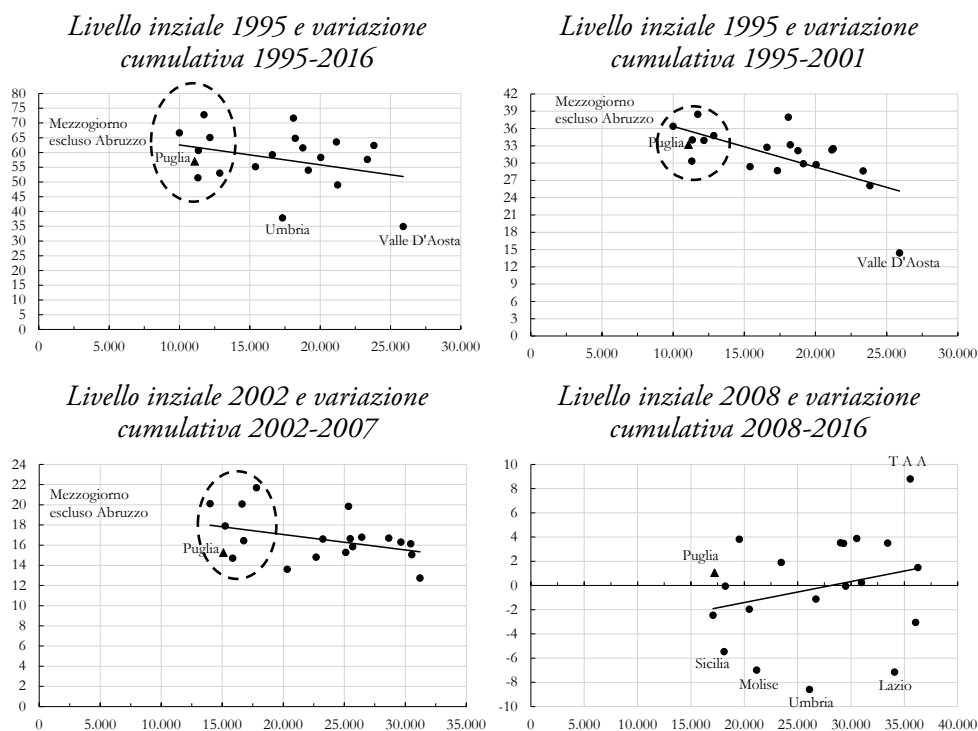 Livello inziale 1995 e variazione
cumulativa 1995-2016
80
75
70
65
60
55
50
45
40
35
30
25
20
15
10
5
0
Mezzogiorno
escluso Abruzzo
Puglia
Umbria
Valle D'Aosta
0 5.000 10.000 15.000 20.000 25.000 30.000
Livello inziale 1995 e variazione
cumulativa 1995-2001
42
39
36
33
30
27
24
21
18
15
12
9
6
3
0
Mezzogiorno
escluso Abruzzo
Puglia
Valle D'Aosta
0 5.000 10.000 15.000 20.000 25.000 30.000
Livello inziale 2002 e variazione
cumulativa 2002-2007
24
22
20
18
16
14
12
10
8
6
4
2
0
Mezzogiorno
escluso Abruzzo
Puglia
0 5.000 10.000 15.000 20.000 25.000 30.000 35.000
Livello inziale 2008 e variazione
cumulativa 2008-2016
10
8
6
4
2
0
-2
-4
-6
-8
-10
T A A
Puglia
Sicilia
Molise
Umbria
Lazio
0 5.000 10.000 15.000 20.000 25.000 30.000 35.000 40.000